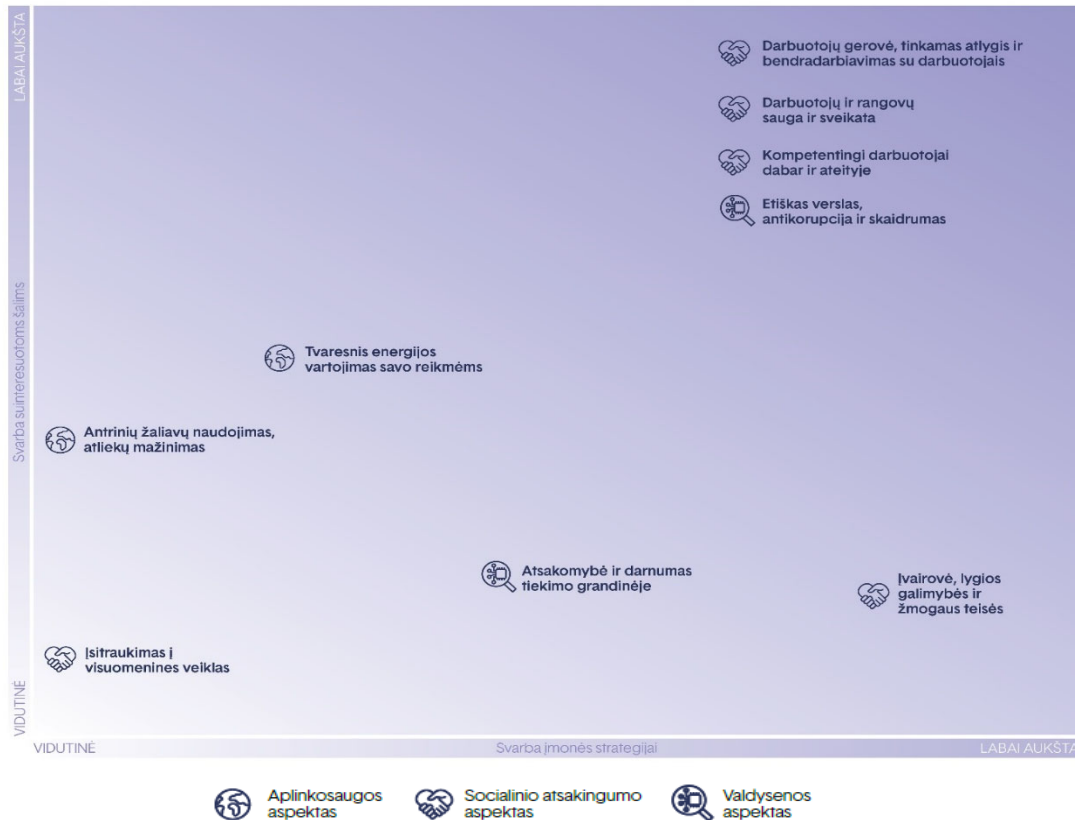 LABAI AUKŠTA
Svarba suinteresuotoms šalims
VIDUTINĖ
Darbuotojų gerovė, tinkamas atlygis ir
bendradarbiavimas su darbuotojais
Darbuotojų ir rangovų
sauga ir sveikata
Kompetentingi darbuotojai
dabar ir ateityje
Etiškas verslas,
antikorupcija ir skaidrumas
Tvaresnis energijos
vartojimas savo reikmėms
Antrinių žaliavų naudojimas,
atliekų mažinimas
Atsakomybė ir darnumas
tiekimo grandinėje
Įvairovė, lygios
galimybės ir
žmogaus teisės
Įsitraukimas į
visuomenines veiklas
VIDUTINĖ
Svarba įmonės strategijai
LABAI AUKŠTA
Aplinkosaugos
aspektas
Socialinio atsakingumo
aspektas
Valdysenos
aspektas